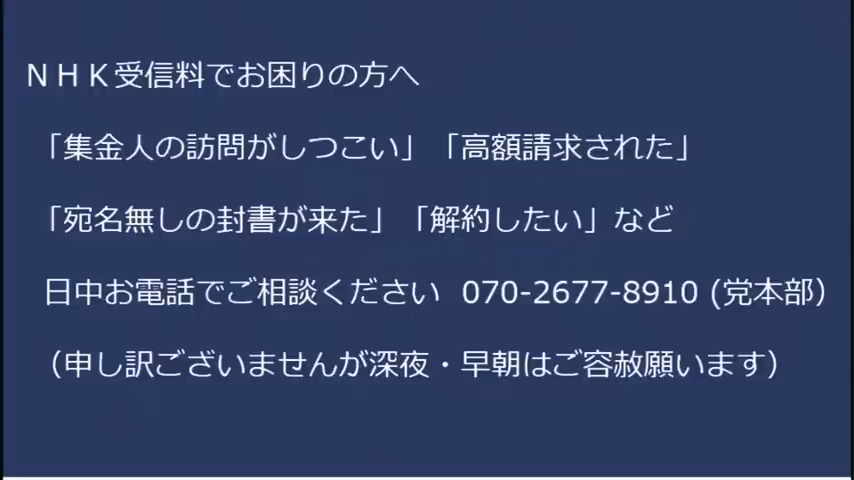 ＮＨＫ受信料でお困りの方へ
「集金人の訪問がしつこい」「高額請求された」
「宛名無しの封書が来た」「解約したい」など
日中お電話でご相談ください 070-2677-8910 (党本部）
（申し訳ございませんが深夜・早朝はご容赦願います）